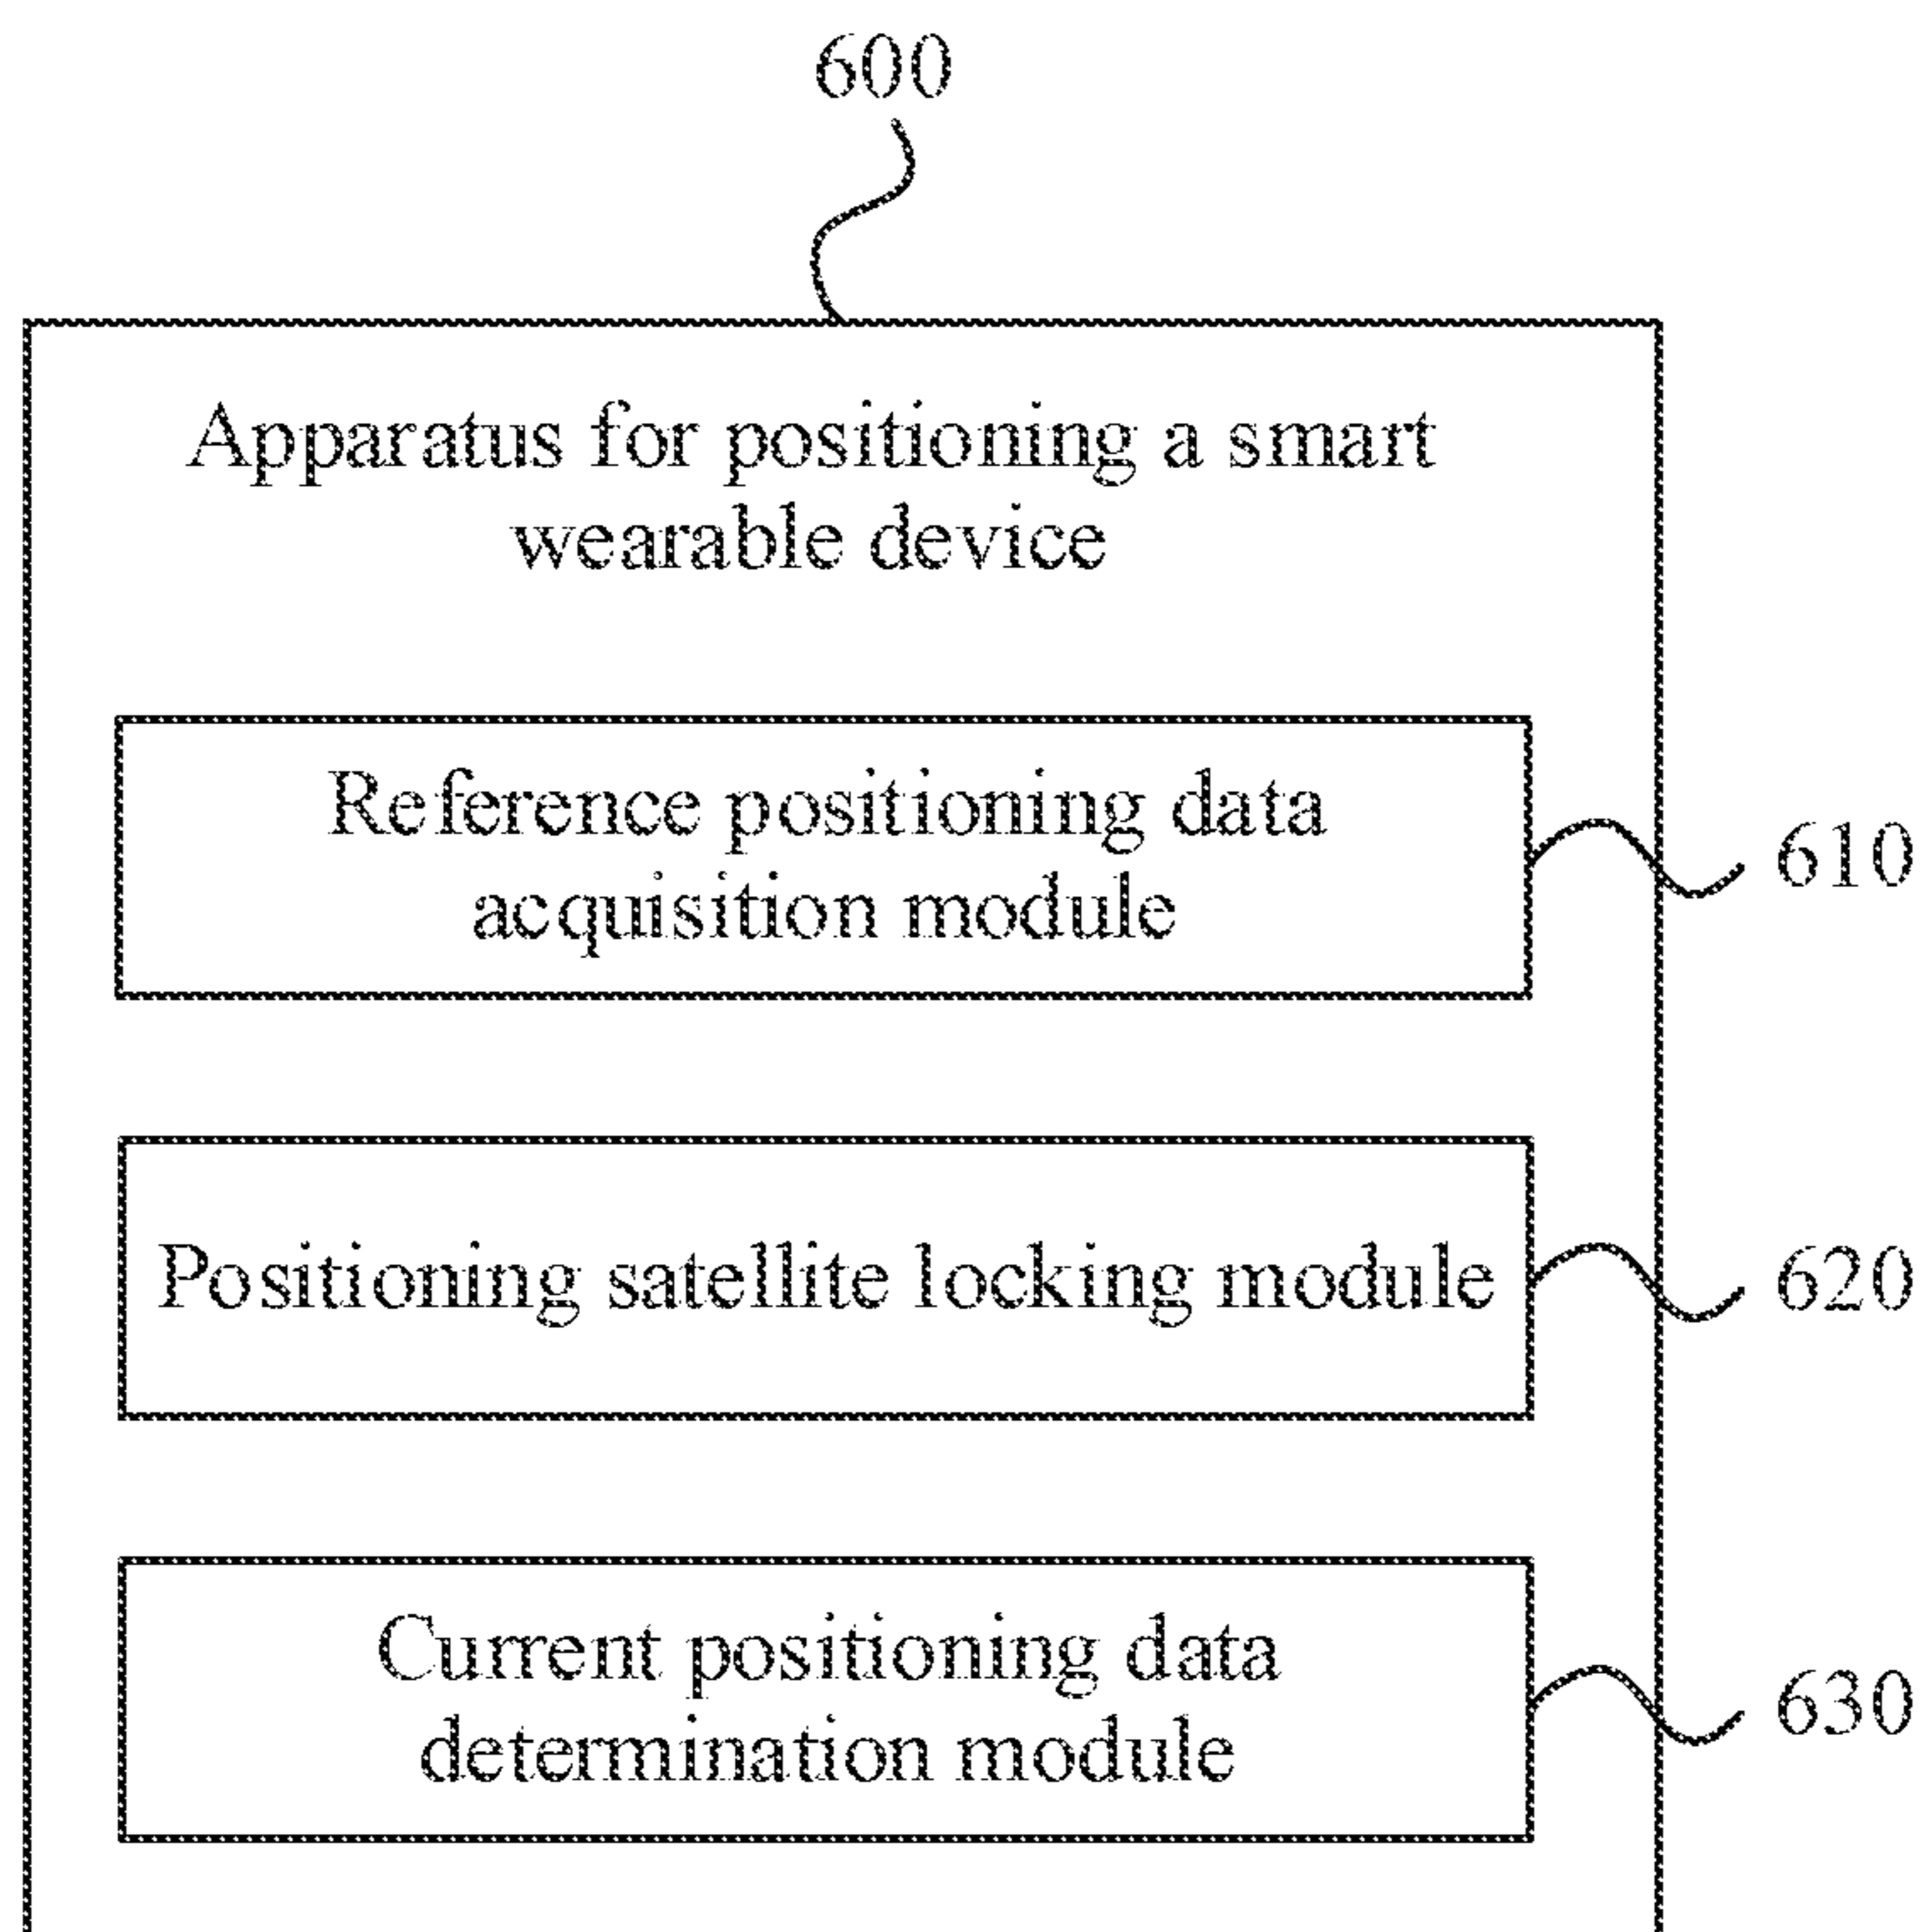 600
Apparatus for positioning a smart
wearable device
Reference positioning data
acquisition module
610
Positioning satellite locking module
620
Current positioning data
determination module
630